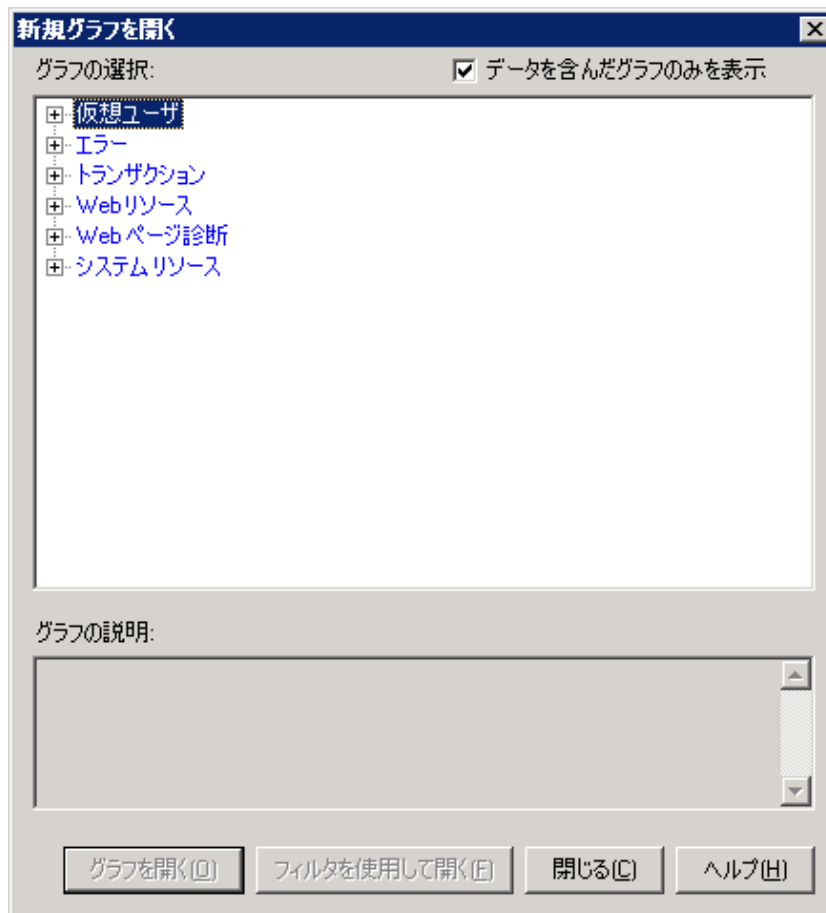 新規グラフを開く
グラフの選択: データを含んだグラフのみを表示
仮想ユーザ
エラー
トランザクション
Webリソース
Webページ診断
システムリソース
グラフの説明:
グラフを開く(O) フィルタを使用して開く(F) 閉じる(C) ヘルプ(H)